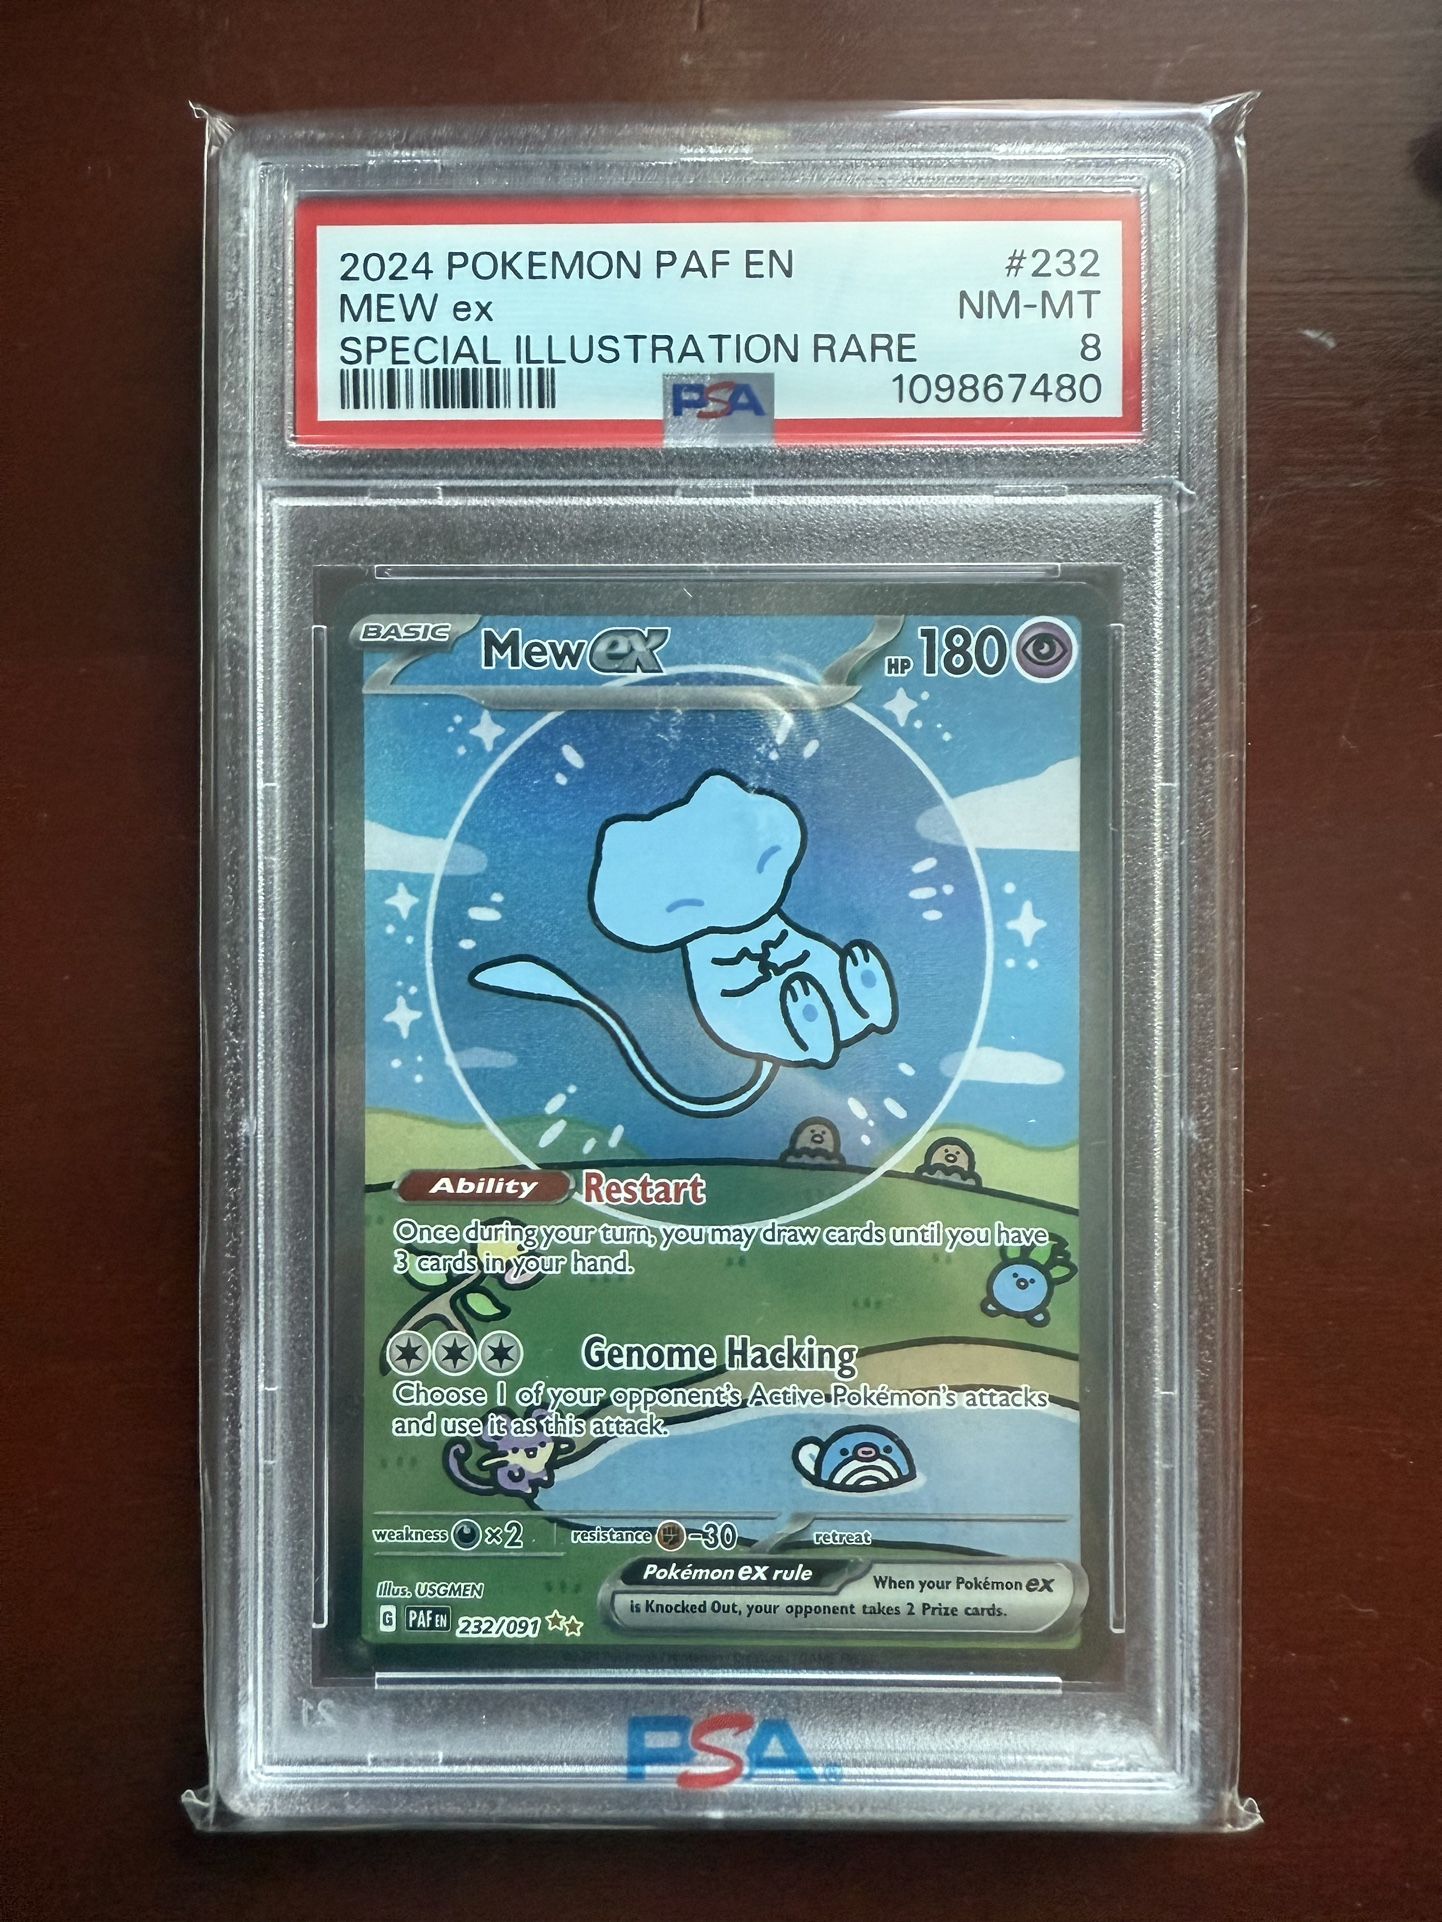 2024 POKEMON PAF EN #232
MEW ex NM-MT
SPECIAL ILLUSTRATION RARE 8
PSA 109867480
BASIC Mew ex HP 180
Ability Restart
Once during your turn, you may draw cards until you have
3 cards in your hand.
Genome Hacking
Choose 1 of your opponent's Active Pokémon's attacks
and use it as this attack.
weakness ×2 resistance -30 retreat
Illus. USGMEN
Pokémon ex rule When your Pokémon ex
is Knocked Out, your opponent takes 2 Prize cards.
G PAF EN 232/091
PSA